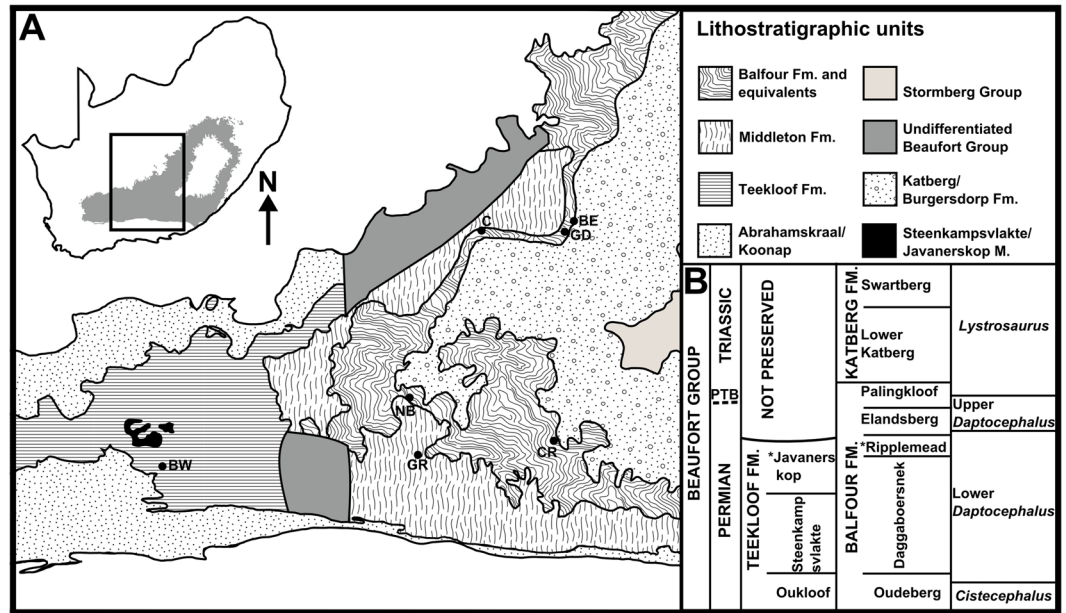 A
N
C
BE
GD
NB
GR
CR
BW
Lithostratigraphic units
Balfour Fm. and
equivalents
Middleton Fm.
Teekloof Fm.
Abrahamskraal/
Koonap
Stormberg Group
Undifferentiated
Beaufort Group
Katberg/
Burgersdorp Fm.
Steenkampsvlakte/
Javanerskop M.
B
BEAUFORT GROUP
TRIASSIC
PTB
PERMIAN
NOT PRESERVED
TEEKLOOF FM.
*Javaners
kop
Steenkamp
svlakte
Oukloof
KATBERG FM.
BALFOUR FM.
Swartberg
Lower
Katberg
Palingkloof
Elandsberg
*Ripplemead
Daggaboersnek
Oudeberg
Lystrosaurus
Upper
Daptocephalus
Lower
Daptocephalus
Cistecephalus